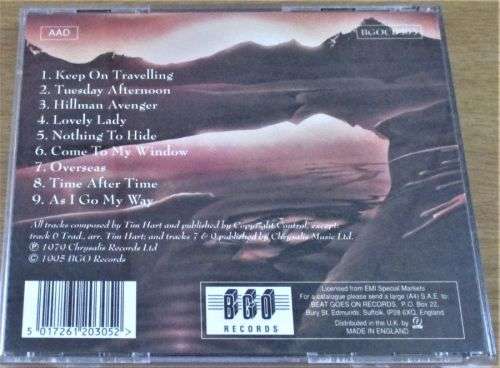 AAD
1. Keep On Travelling
2. Tuesday Afternoon
3. Hillman Avenger
4. Lovely Lady
5. Nothing To Hide
6. Come To My Window
7. Overseas
8. Time After Time
9. As I Go My Way
All tracks composed by Tim Hart and published by Copyright Control, except
track 6 Trad., arr. Tim Hart; and tracks 7 & 9 published by Chrysalis Music Ltd.
℗ 1979 Chrysalis Records Ltd
© 1995 BGO Records
5 017261 203052 >
BGO
RECORDS
Licensed from EMI Special Markets
For a catalogue please send a large (A4) S.A.E. to
BEAT GOES ON RECORDS, P.O. Box 22,
Bury St. Edmunds, Suffolk, IP28 6XQ, England
Distributed in the U.K. by
MADE IN ENGLAND